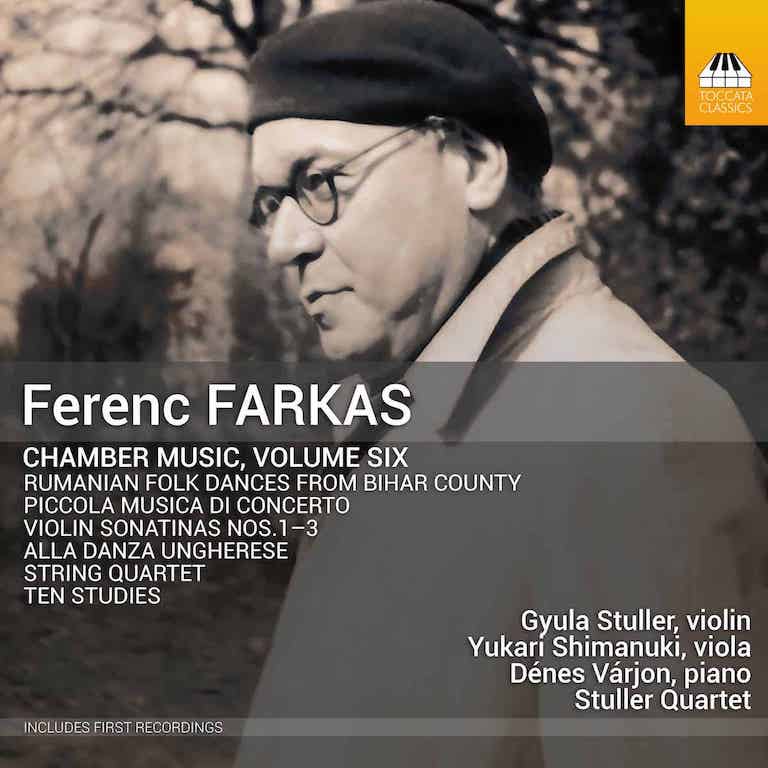 TOCCATA
CLASSICS
Ferenc FARKAS
CHAMBER MUSIC, VOLUME SIX
RUMANIAN FOLK DANCES FROM BIHAR COUNTY
PICCOLA MUSICA DI CONCERTO
VIOLIN SONATINAS NOS.1–3
ALLA DANZA UNGHERESE
STRING QUARTET
TEN STUDIES
Gyula Stuller, violin
Yukari Shimanuki, viola
Dénes Várjon, piano
Stuller Quartet
INCLUDES FIRST RECORDINGS